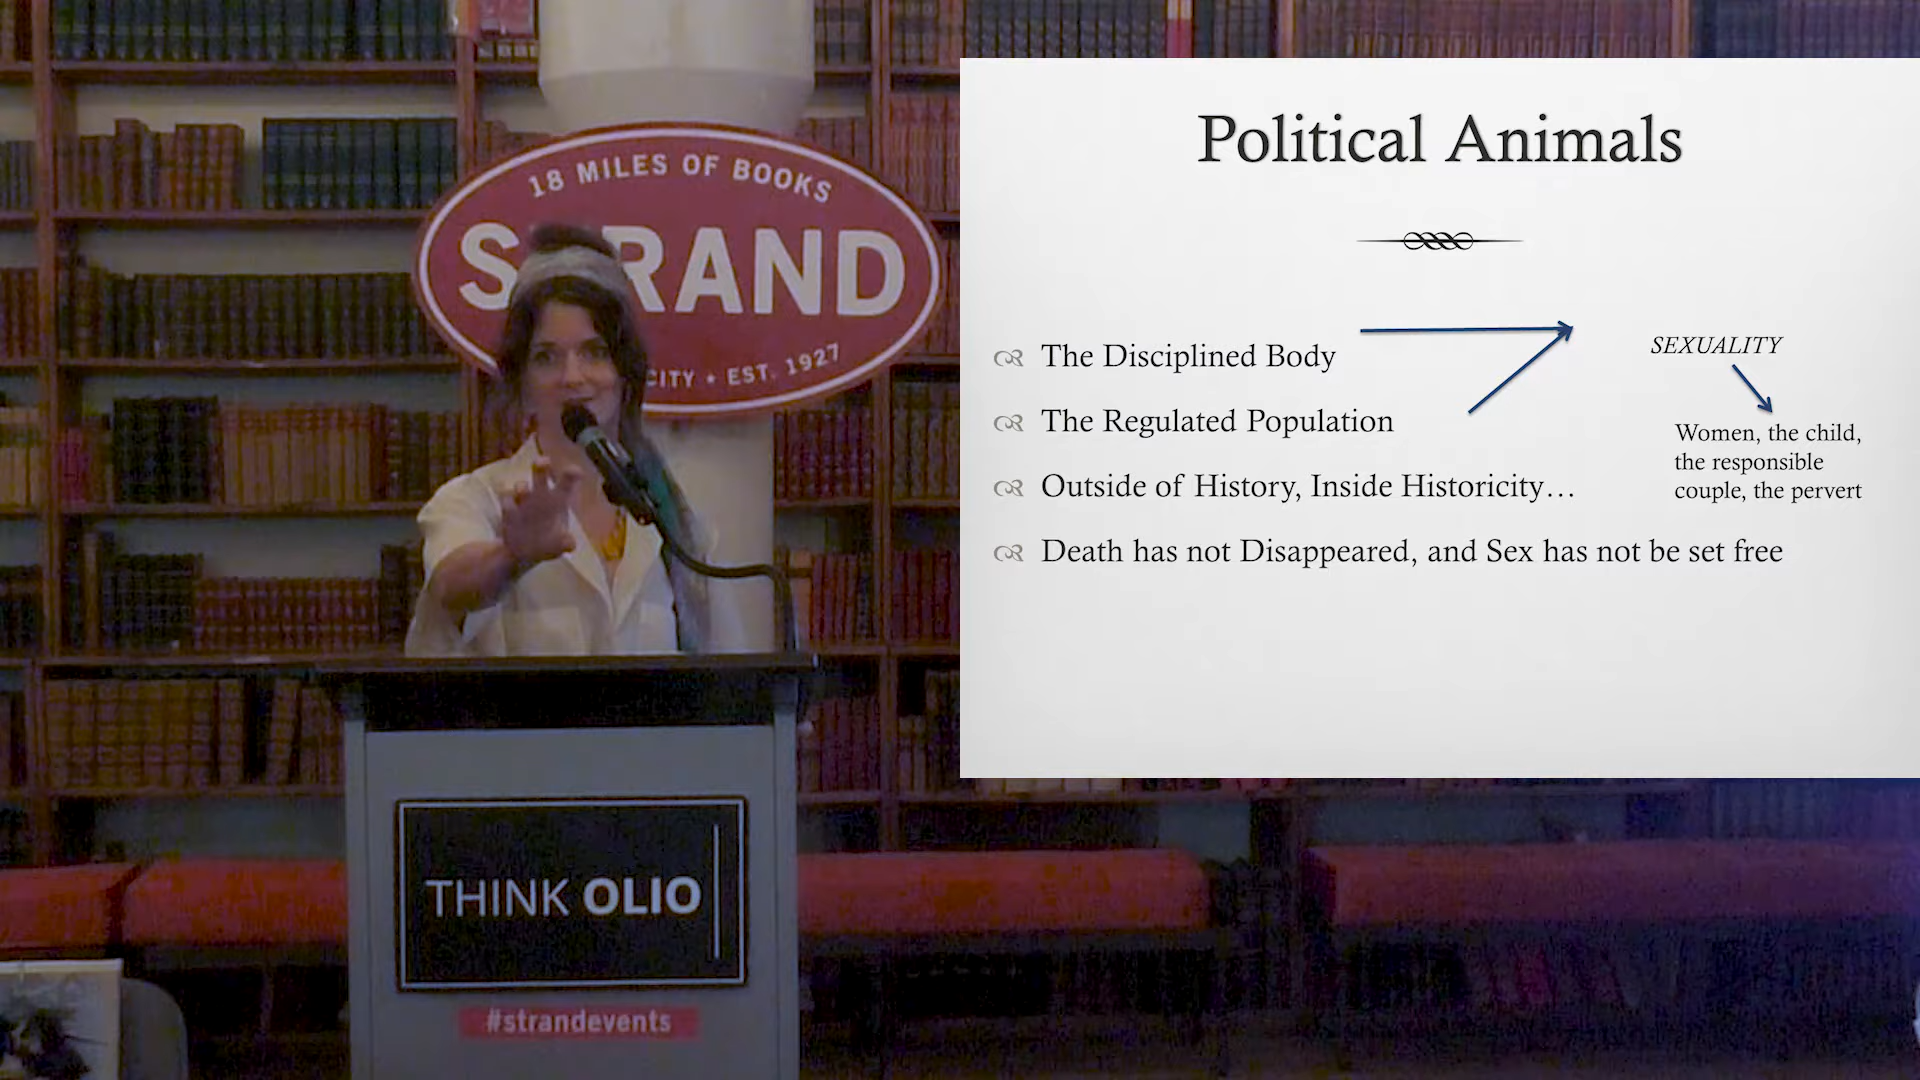 18 MILES OF BOOKS
STRAND
CITY • EST. 1927
THINK OLIO
#strandevents
Political Animals
The Disciplined Body
The Regulated Population
Outside of History, Inside Historicity…
Death has not Disappeared, and Sex has not be set free
SEXUALITY
Women, the child,
the responsible
couple, the pervert